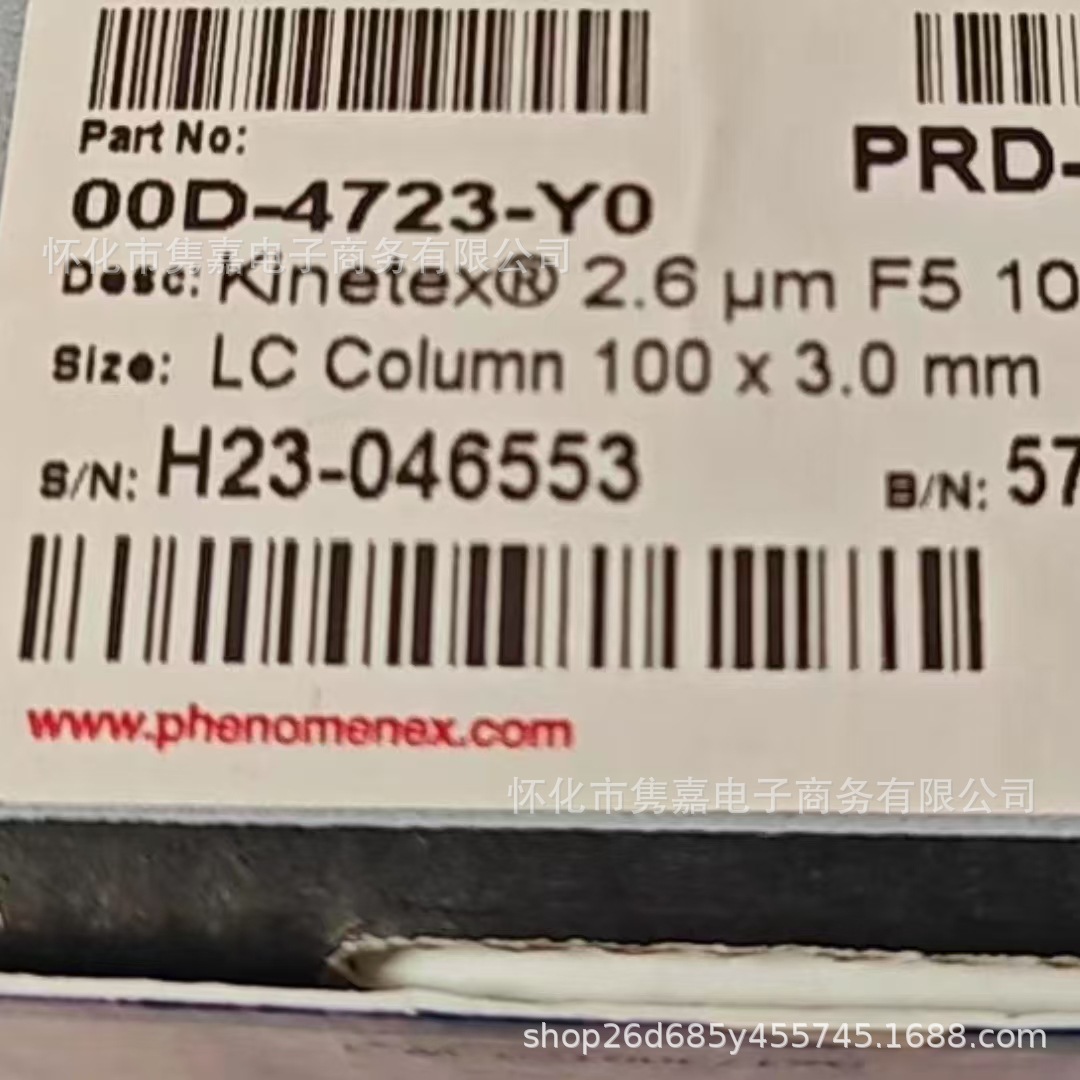 Part No:
00D-4723-Y0
PRD-
怀化市隽嘉电子商务有限公司
Desc: Kinetex® 2.6 µm F5 10
Size: LC Column 100 x 3.0 mm
S/N: H23-046553
B/N: 57
www.phenomenex.com
怀化市隽嘉电子商务有限公司
shop26d685y455745.1688.com